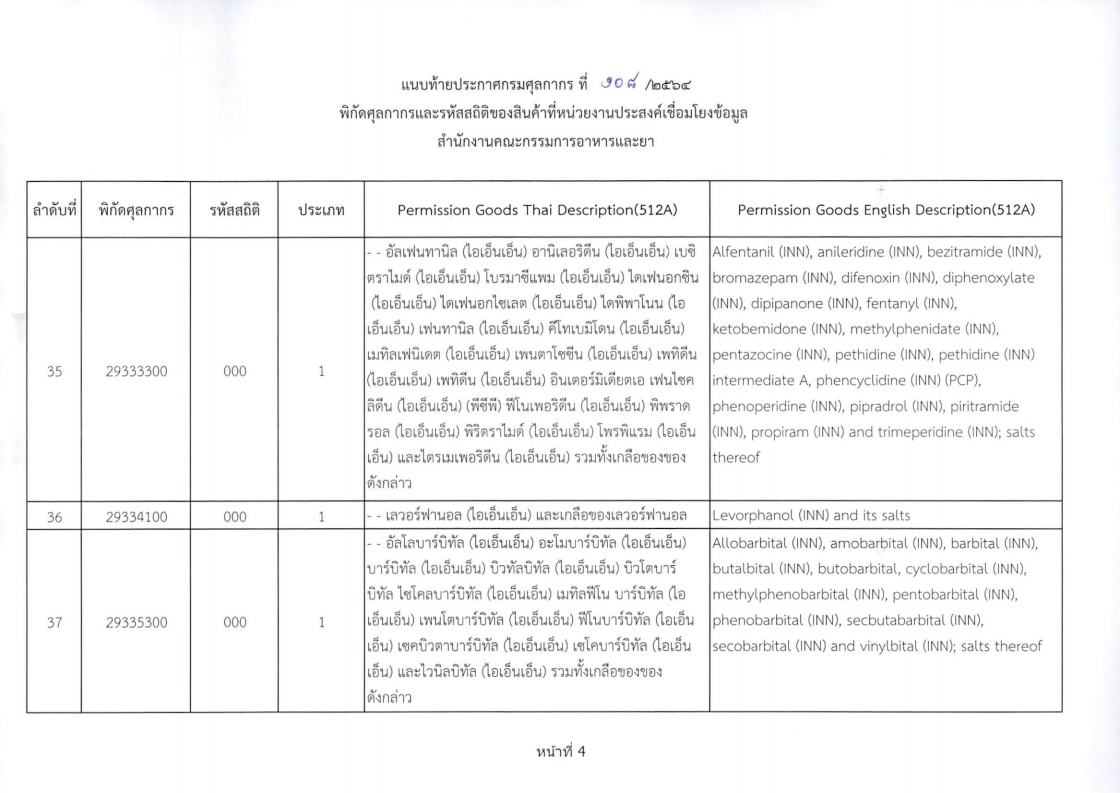 แนบท้ายประกาศกรมศุลกากร ที่ ๑๐๘ /๒๕๖๔
พิกัดศุลกากรและรหัสสถิติของสินค้าที่หน่วยงานประสงค์เชื่อมโยงข้อมูล
สำนักงานคณะกรรมการอาหารและยา
ลำดับที่ พิกัดศุลกากร รหัสสถิติ ประเภท Permission Goods Thai Description(512A) Permission Goods English Description(512A)
35 29333300 000 1
- - อัลเฟนทานิล (ไอเอ็นเอ็น) อานิเลอริดีน (ไอเอ็นเอ็น) เบซิ
ตราไมด์ (ไอเอ็นเอ็น) โบรมาซีแพม (ไอเอ็นเอ็น) ไดเฟนอกซิน
(ไอเอ็นเอ็น) ไดเฟนอกไซเลต (ไอเอ็นเอ็น) ไดพิพาโนน (ไอ
เอ็นเอ็น) เฟนทานิล (ไอเอ็นเอ็น) คีโทเบมิโดน (ไอเอ็นเอ็น)
เมทิลเฟนิเดต (ไอเอ็นเอ็น) เพนตาโซซีน (ไอเอ็นเอ็น) เพทิดีน
(ไอเอ็นเอ็น) เพทิดีน (ไอเอ็นเอ็น) อินเตอร์มิเดียตเอ เฟนไซค
ลิดีน (ไอเอ็นเอ็น) (พีซีพี) ฟีโนเพอริดีน (ไอเอ็นเอ็น) พิพราด
รอล (ไอเอ็นเอ็น) พิริตราไมด์ (ไอเอ็นเอ็น) โพรพิแรม (ไอเอ็น
เอ็น) และไตรเมเพอริดีน (ไอเอ็นเอ็น) รวมทั้งเกลือของของ
ดังกล่าว
Alfentanil (INN), anileridine (INN), bezitramide (INN),
bromazepam (INN), difenoxin (INN), diphenoxylate
(INN), dipipanone (INN), fentanyl (INN),
ketobemidone (INN), methylphenidate (INN),
pentazocine (INN), pethidine (INN), pethidine (INN)
intermediate A, phencyclidine (INN) (PCP),
phenoperidine (INN), pipradrol (INN), piritramide
(INN), propiram (INN) and trimeperidine (INN); salts
thereof
36 29334100 000 1 - - เลวอร์ฟานอล (ไอเอ็นเอ็น) และเกลือของเลวอร์ฟานอล Levorphanol (INN) and its salts
37 29335300 000 1
- - อัลโลบาร์บิทัล (ไอเอ็นเอ็น) อะโมบาร์บิทัล (ไอเอ็นเอ็น)
บาร์บิทัล (ไอเอ็นเอ็น) บิวทัลบิทัล (ไอเอ็นเอ็น) บิวโตบาร์
บิทัล ไซโคลบาร์บิทัล (ไอเอ็นเอ็น) เมทิลฟีโน บาร์บิทัล (ไอ
เอ็นเอ็น) เพนโตบาร์บิทัล (ไอเอ็นเอ็น) ฟีโนบาร์บิทัล (ไอเอ็น
เอ็น) เซคบิวตาบาร์บิทัล (ไอเอ็นเอ็น) เซโคบาร์บิทัล (ไอเอ็น
เอ็น) และไวนิลบิทัล (ไอเอ็นเอ็น) รวมทั้งเกลือของของ
ดังกล่าว
Allobarbital (INN), amobarbital (INN), barbital (INN),
butalbital (INN), butobarbital, cyclobarbital (INN),
methylphenobarbital (INN), pentobarbital (INN),
phenobarbital (INN), secbutabarbital (INN),
secobarbital (INN) and vinylbital (INN); salts thereof
หน้าที่ 4